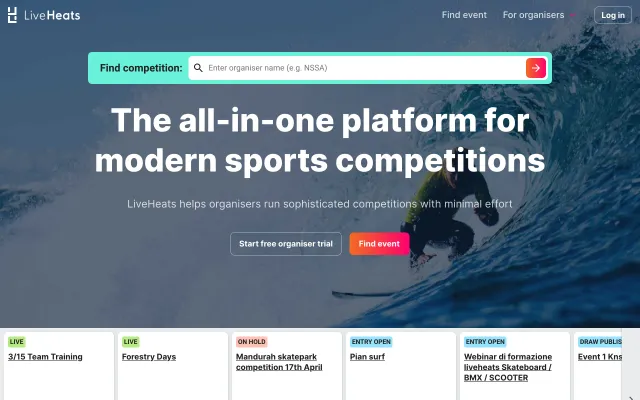 LiveHeats
Find event
For organisers
Log in
Find competition:
Enter organiser name (e.g. NSSA)
The all-in-one platform for
modern sports competitions
LiveHeats helps organisers run sophisticated competitions with minimal effort
Start free organiser trial
Find event
LIVE
3/15 Team Training
LIVE
Forestry Days
ON HOLD
Mandurah skatepark
competition 17th April
ENTRY OPEN
Pian surf
ENTRY OPEN
Webinar di formazione
liveheats Skateboard /
BMX / SCOOTER
DRAW PUBLIS
Event 1 Kns